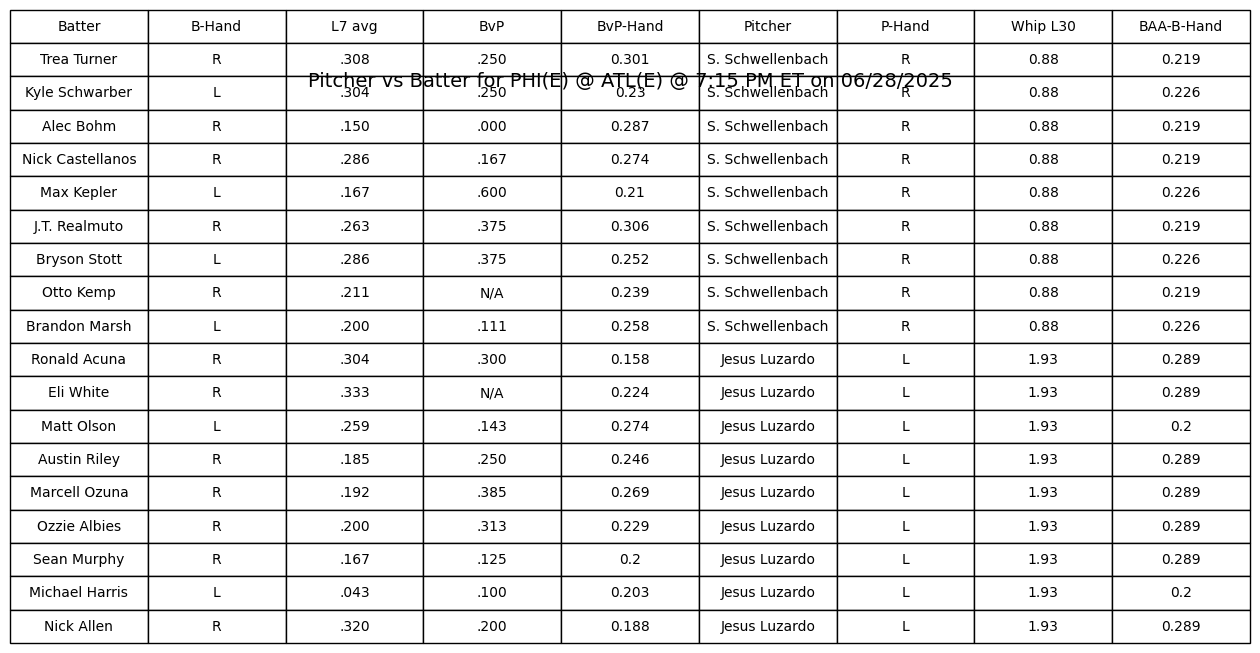 Batter B-Hand L7 avg BvP BvP-Hand Pitcher P-Hand Whip L30 BAA-B-Hand
Trea Turner R .308 .250 0.301 S. Schwellenbach R 0.88 0.219
Pitcher vs Batter for PHI(E) @ ATL(E) @ 7:15 PM ET on 06/28/2025
Kyle Schwarber L .304 .250 0.23 S. Schwellenbach R 0.88 0.226
Alec Bohm R .150 .000 0.287 S. Schwellenbach R 0.88 0.219
Nick Castellanos R .286 .167 0.274 S. Schwellenbach R 0.88 0.219
Max Kepler L .167 .600 0.21 S. Schwellenbach R 0.88 0.226
J.T. Realmuto R .263 .375 0.306 S. Schwellenbach R 0.88 0.219
Bryson Stott L .286 .375 0.252 S. Schwellenbach R 0.88 0.226
Otto Kemp R .211 N/A 0.239 S. Schwellenbach R 0.88 0.219
Brandon Marsh L .200 .111 0.258 S. Schwellenbach R 0.88 0.226
Ronald Acuna R .304 .300 0.158 Jesus Luzardo L 1.93 0.289
Eli White R .333 N/A 0.224 Jesus Luzardo L 1.93 0.289
Matt Olson L .259 .143 0.274 Jesus Luzardo L 1.93 0.2
Austin Riley R .185 .250 0.246 Jesus Luzardo L 1.93 0.289
Marcell Ozuna R .192 .385 0.269 Jesus Luzardo L 1.93 0.289
Ozzie Albies R .200 .313 0.229 Jesus Luzardo L 1.93 0.289
Sean Murphy R .167 .125 0.2 Jesus Luzardo L 1.93 0.289
Michael Harris L .043 .100 0.203 Jesus Luzardo L 1.93 0.2
Nick Allen R .320 .200 0.188 Jesus Luzardo L 1.93 0.289